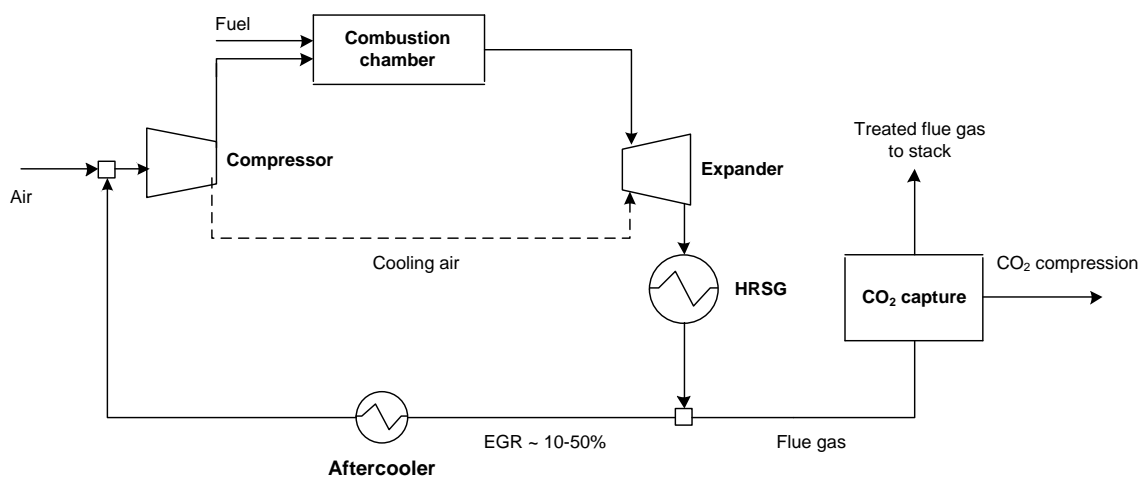 Fuel
Combustion
chamber
Treated flue gas
to stack
Compressor
Expander
Air
Cooling air
CO₂ compression
HRSG
CO₂ capture
EGR ~ 10-50%
Flue gas
Aftercooler